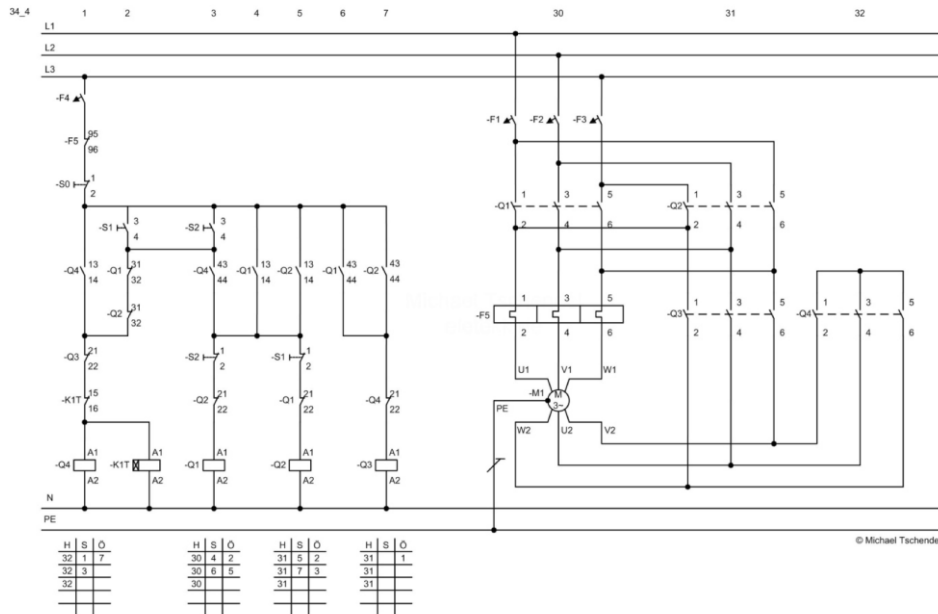 34_4 1 2 3 4 5 6 7 30 31 32
L1
L2
L3
-F4 -F1 -F2 -F3
-F5 95
96
-S0 1
2
1 3 5 1 3 5
-Q1 -Q2
2 4 6 2 4 6
-S1 3 -S2 3
4 4
-Q4 13 -Q1 31 -Q4 43 -Q1 13 -Q2 13 -Q1 43 -Q2 43
14 32 44 14 14 44 44
-Q2 31
32
1 3 5 1 3 5 1 3 5
-F5 -Q3 -Q4
2 4 6 2 4 6 2 4 6
-Q3 21 -S2 1 -S1 1
22 2 2
U1 V1 W1
-K1T 15 -Q2 21 -Q1 21 -Q4 21
16 22 22 22
-M1 M
3~
PE
W2 U2 V2
A1 A1 A1 A1 A1
-Q4 -K1T -Q1 -Q2 -Q3
A2 A2 A2 A2 A2
N
PE
© Michael Tschende
H S Ö H S Ö H S Ö H S Ö
32 1 7 30 4 2 31 5 2 31 1
32 3 30 6 5 31 7 3 31
32 30 31 31